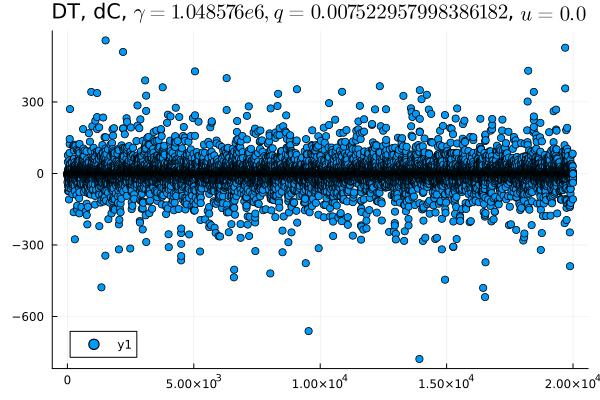 DT, dC, γ = 1.048576e6, q = 0.007522957998386182, u = 0.0
300
0
−300
−600
y1
0 5.00×10³ 1.00×10⁴ 1.50×10⁴ 2.00×10⁴